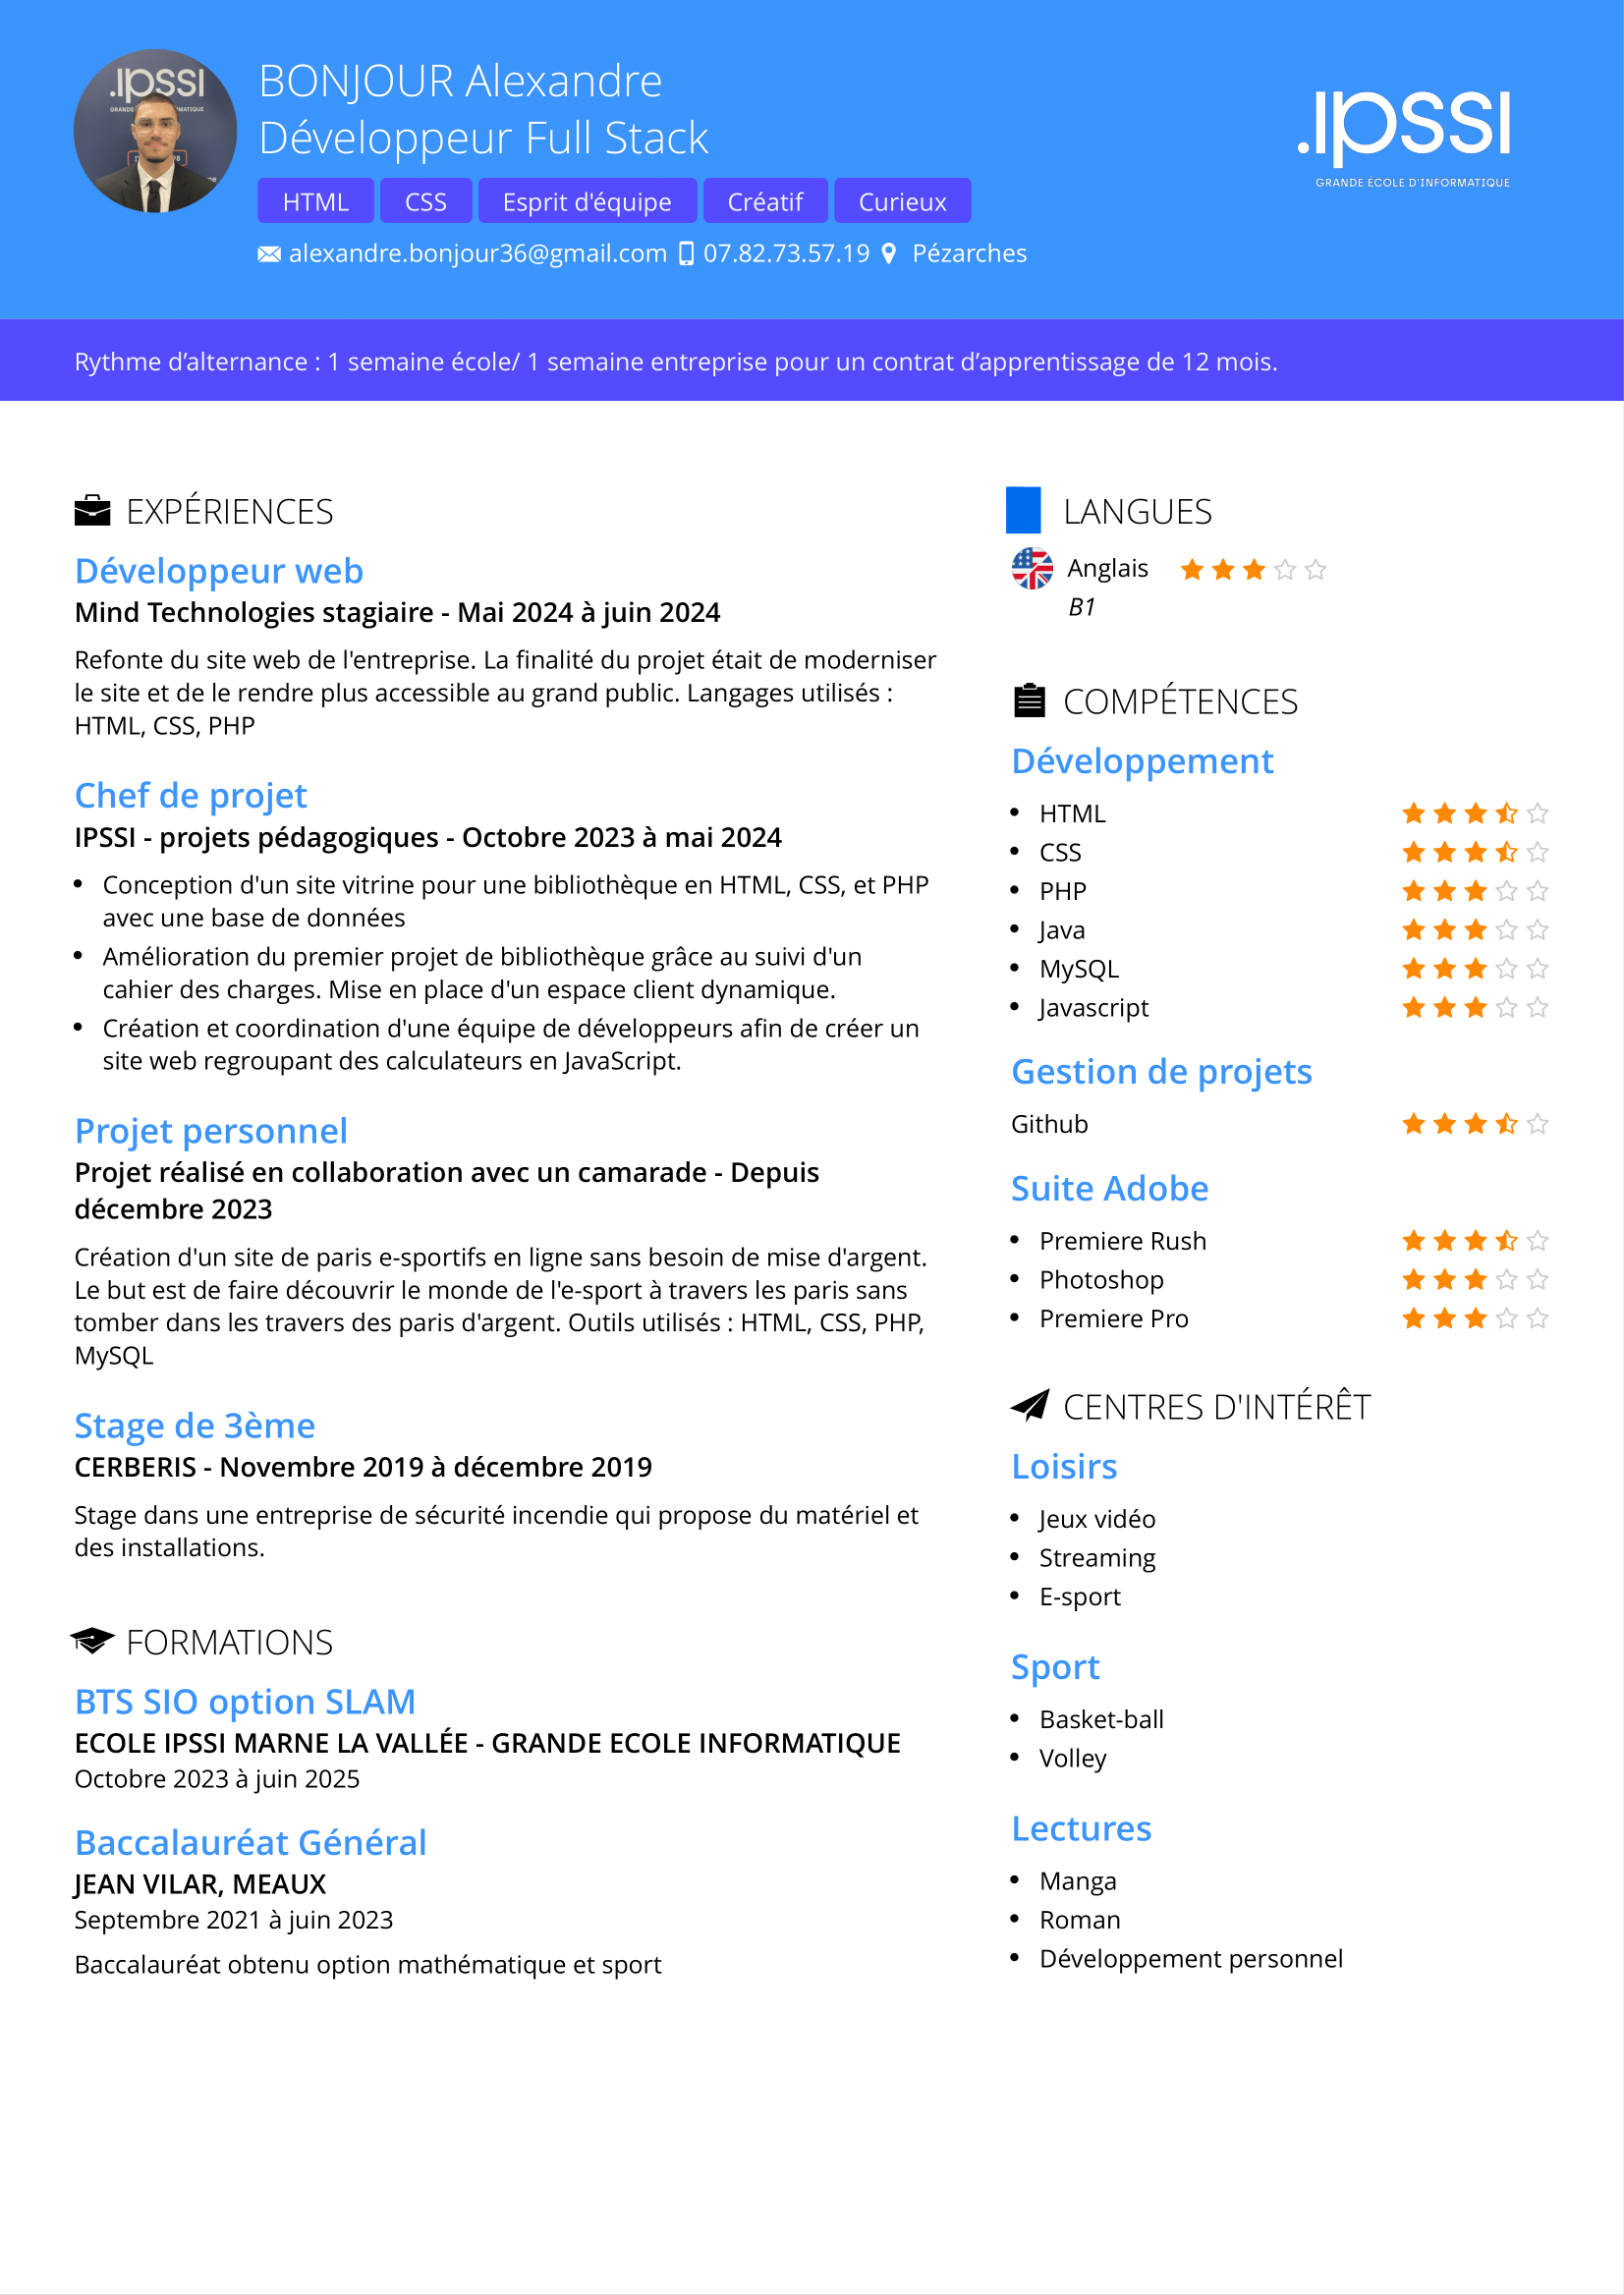 BONJOUR Alexandre
Développeur Full Stack
HTML CSS Esprit d'équipe Créatif Curieux
alexandre.bonjour36@gmail.com 07.82.73.57.19 Pézarches
.IPSSI
GRANDE ÉCOLE D'INFORMATIQUE
Rythme d’alternance : 1 semaine école/ 1 semaine entreprise pour un contrat d’apprentissage de 12 mois.
EXPÉRIENCES
Développeur web
Mind Technologies stagiaire - Mai 2024 à juin 2024
Refonte du site web de l'entreprise. La finalité du projet était de moderniser
le site et de le rendre plus accessible au grand public. Langages utilisés :
HTML, CSS, PHP
Chef de projet
IPSSI - projets pédagogiques - Octobre 2023 à mai 2024
• Conception d'un site vitrine pour une bibliothèque en HTML, CSS, et PHP
avec une base de données
• Amélioration du premier projet de bibliothèque grâce au suivi d'un
cahier des charges. Mise en place d'un espace client dynamique.
• Création et coordination d'une équipe de développeurs afin de créer un
site web regroupant des calculateurs en JavaScript.
Projet personnel
Projet réalisé en collaboration avec un camarade - Depuis
décembre 2023
Création d'un site de paris e-sportifs en ligne sans besoin de mise d'argent.
Le but est de faire découvrir le monde de l'e-sport à travers les paris sans
tomber dans les travers des paris d'argent. Outils utilisés : HTML, CSS, PHP,
MySQL
Stage de 3ème
CERBERIS - Novembre 2019 à décembre 2019
Stage dans une entreprise de sécurité incendie qui propose du matériel et
des installations.
FORMATIONS
BTS SIO option SLAM
ECOLE IPSSI MARNE LA VALLÉE - GRANDE ECOLE INFORMATIQUE
Octobre 2023 à juin 2025
Baccalauréat Général
JEAN VILAR, MEAUX
Septembre 2021 à juin 2023
Baccalauréat obtenu option mathématique et sport
LANGUES
Anglais
B1
COMPÉTENCES
Développement
• HTML
• CSS
• PHP
• Java
• MySQL
• Javascript
Gestion de projets
Github
Suite Adobe
• Premiere Rush
• Photoshop
• Premiere Pro
CENTRES D'INTÉRÊT
Loisirs
• Jeux vidéo
• Streaming
• E-sport
Sport
• Basket-ball
• Volley
Lectures
• Manga
• Roman
• Développement personnel